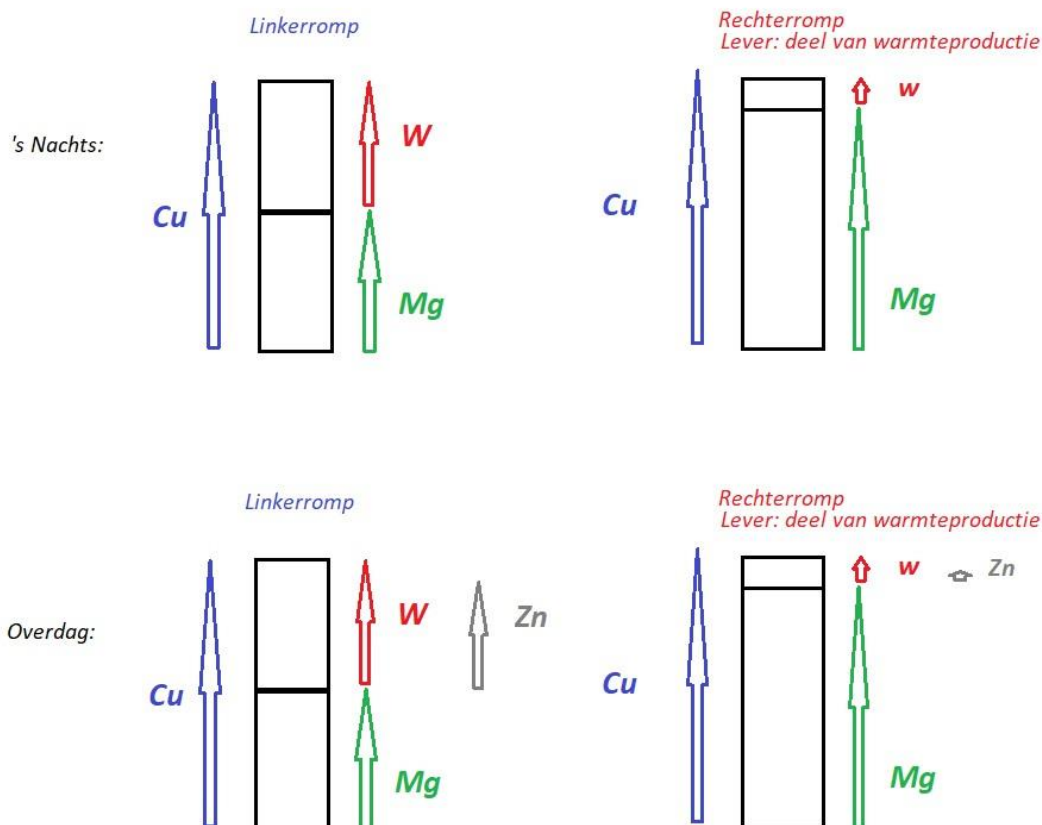 Linkerromp
Rechterromp
Lever: deel van warmteproductie
's Nachts:
Cu
W
Mg
Cu
w
Mg
Linkerromp
Rechterromp
Lever: deel van warmteproductie
Overdag:
Cu
W
Zn
Mg
Cu
w
Zn
Mg